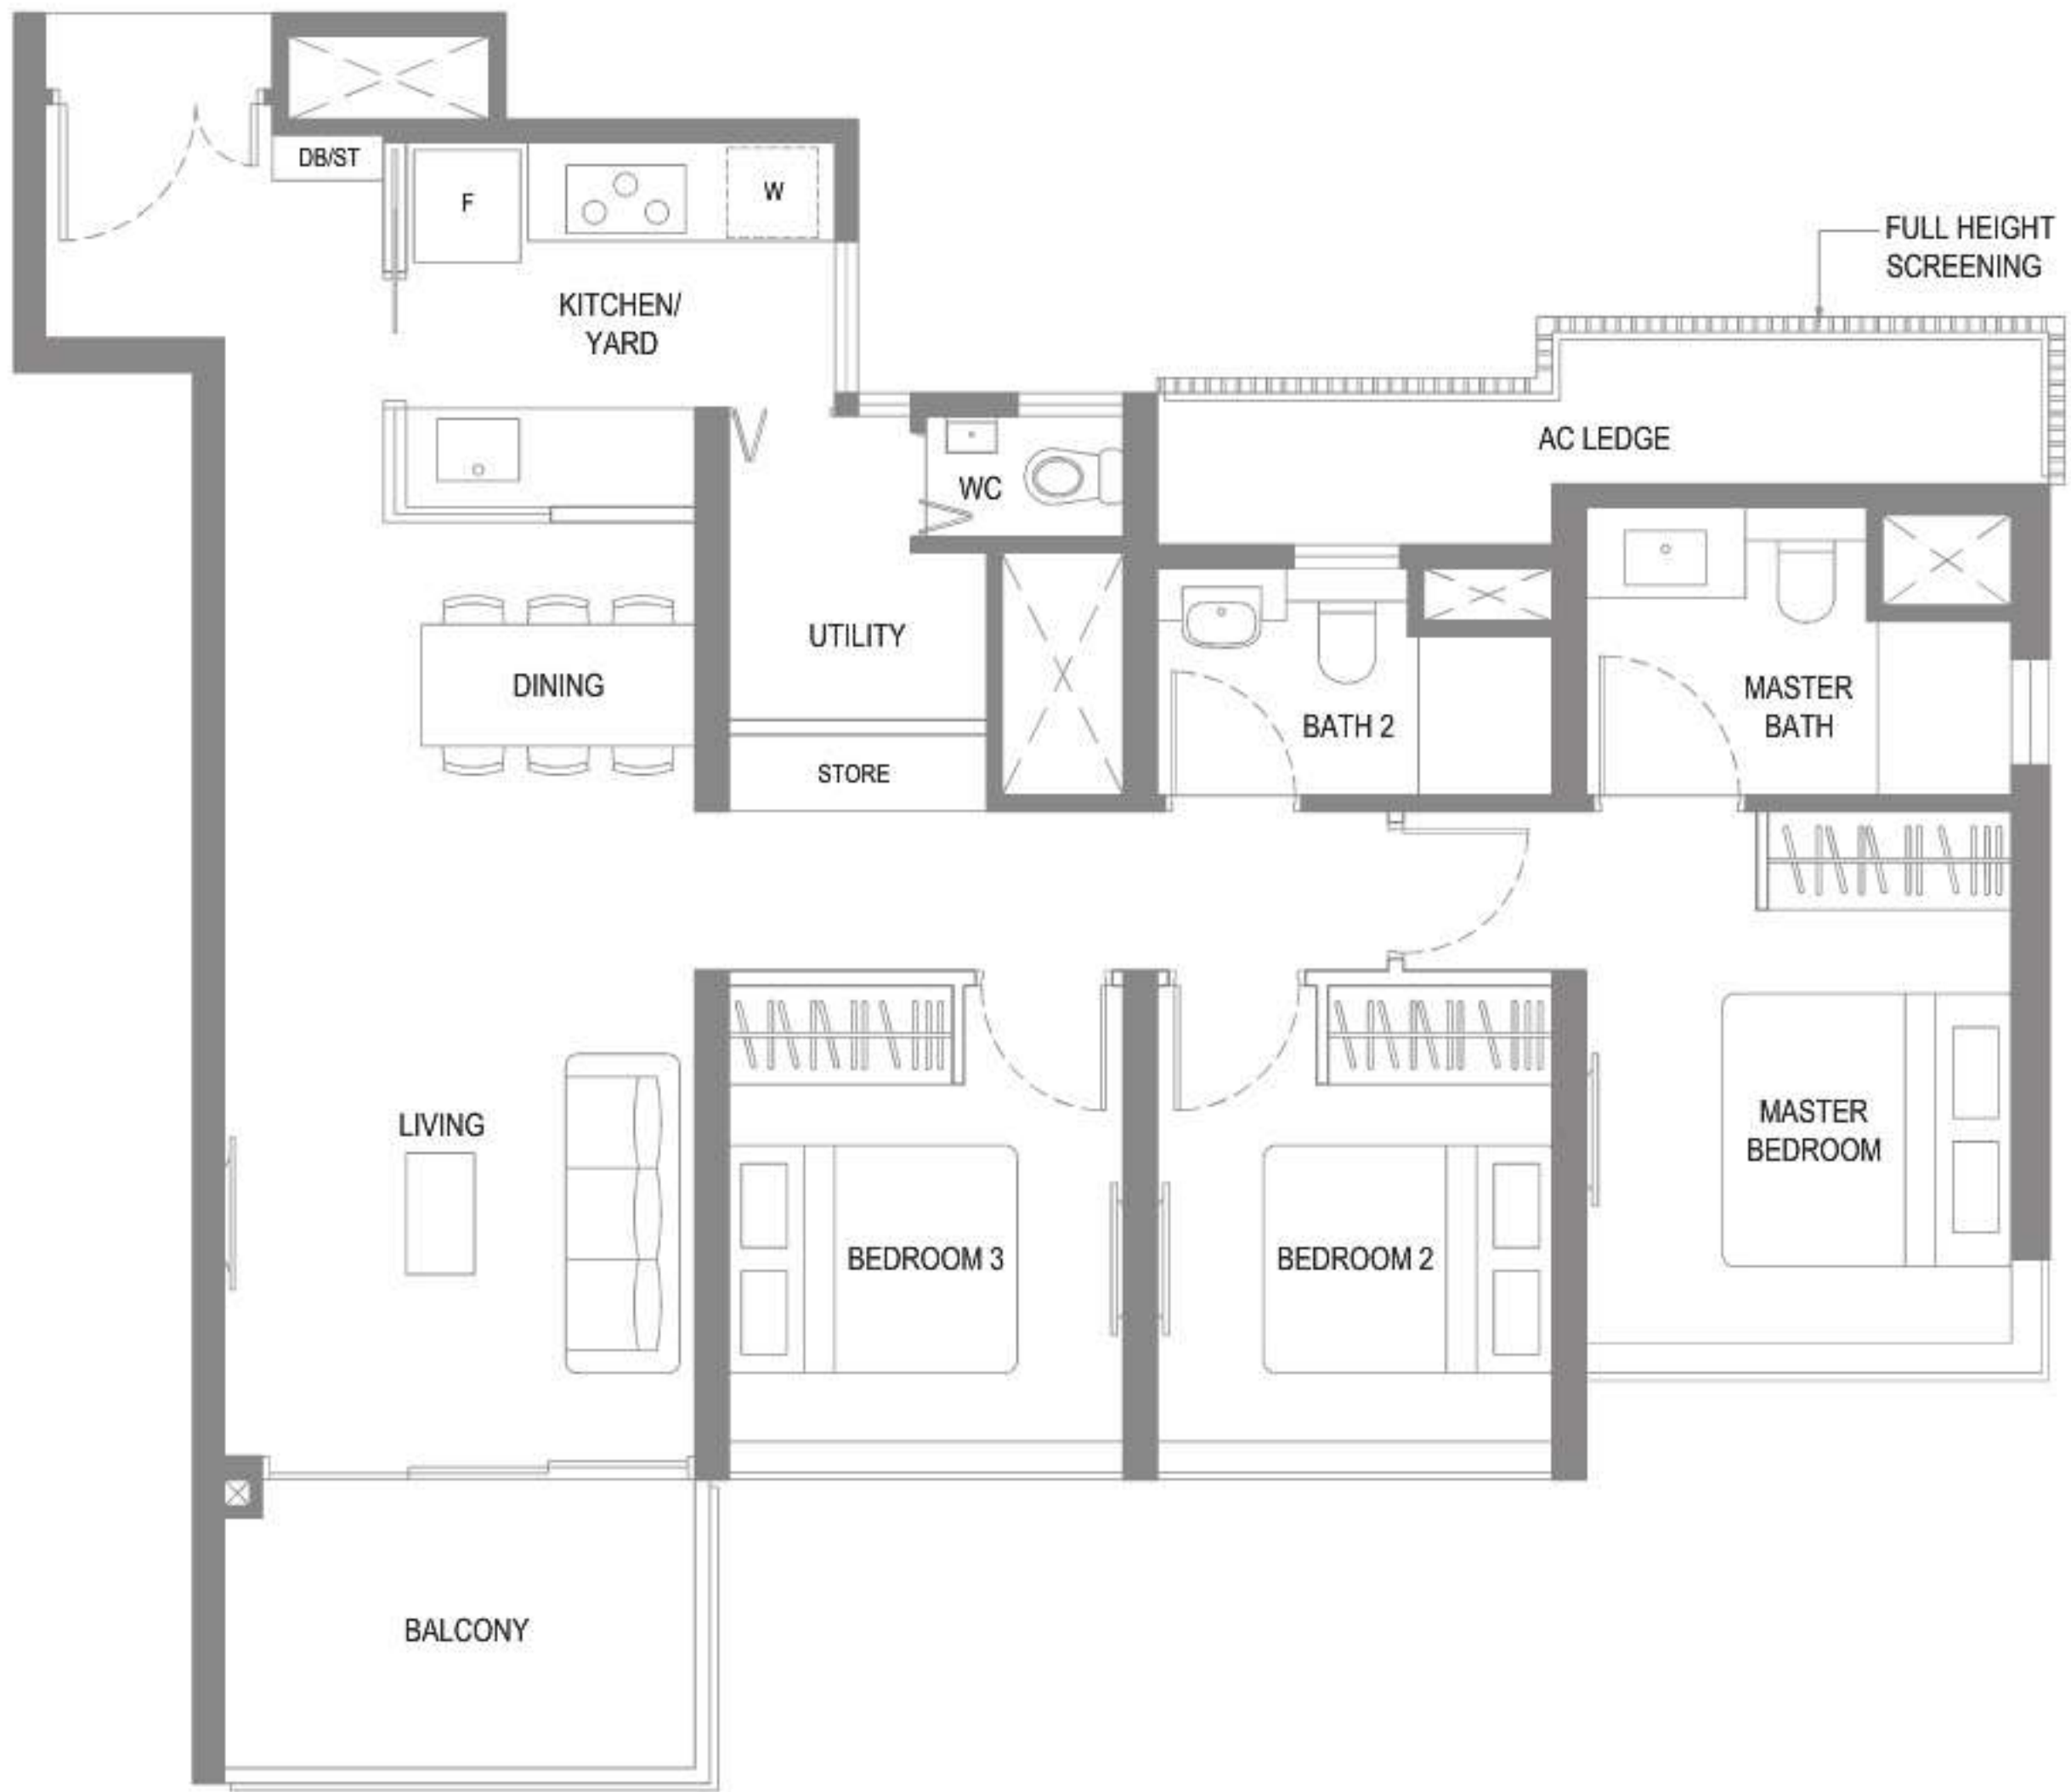 DB/ST
F
W
FULL HEIGHT
SCREENING
KITCHEN/
YARD
AC LEDGE
WC
UTILITY
DINING
MASTER
BATH
BATH 2
STORE
LIVING
MASTER
BEDROOM
BEDROOM 3
BEDROOM 2
BALCONY